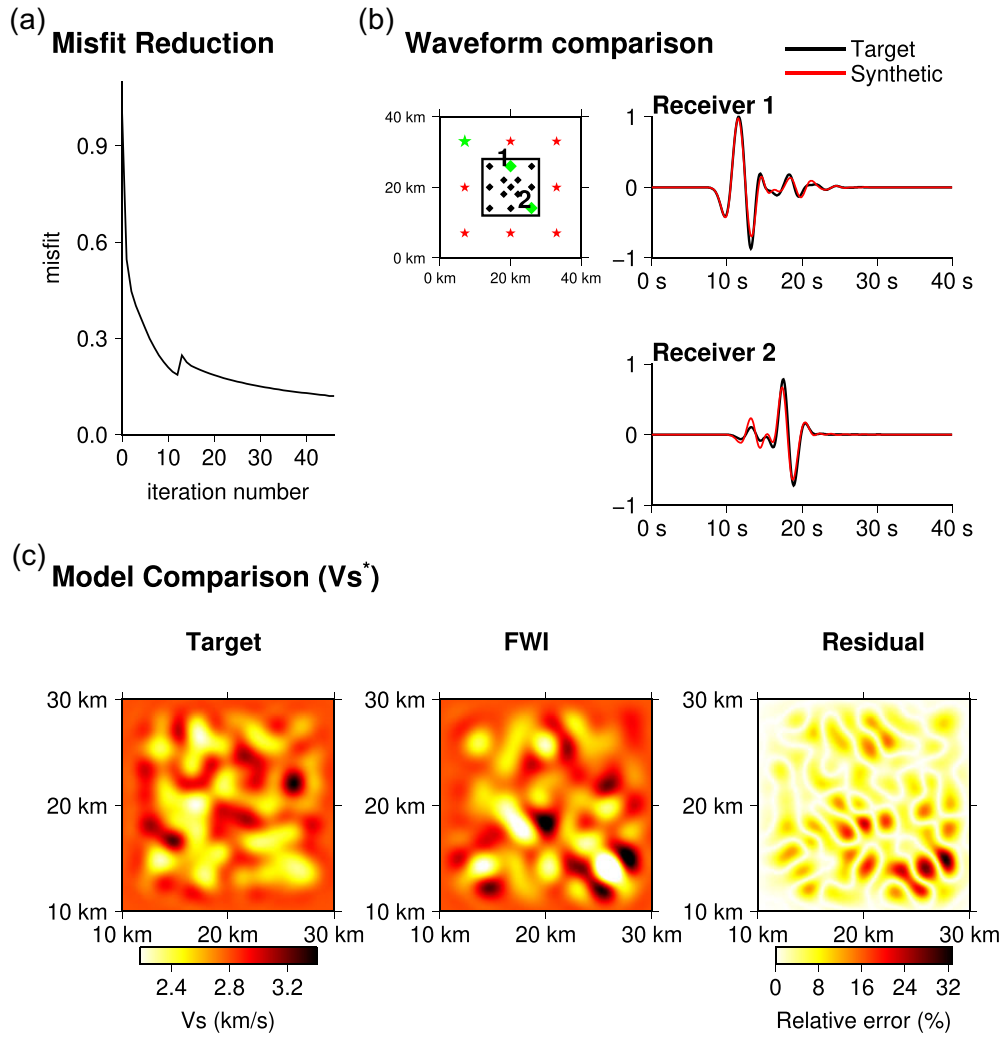 (a)
Misfit Reduction
0.9
0.6
0.3
0.0
misfit
0 10 20 30 40
iteration number
(b)
Waveform comparison
Target
Synthetic
40 km
20 km
0 km
0 km 20 km 40 km
1
2
Receiver 1
1
0
−1
0 s 10 s 20 s 30 s 40 s
Receiver 2
1
0
−1
0 s 10 s 20 s 30 s 40 s
(c)
Model Comparison (Vs*)
Target
30 km
20 km
10 km
10 km 20 km 30 km
2.4 2.8 3.2
Vs (km/s)
FWI
30 km
20 km
10 km
10 km 20 km 30 km
Residual
30 km
20 km
10 km
10 km 20 km 30 km
0 8 16 24 32
Relative error (%)